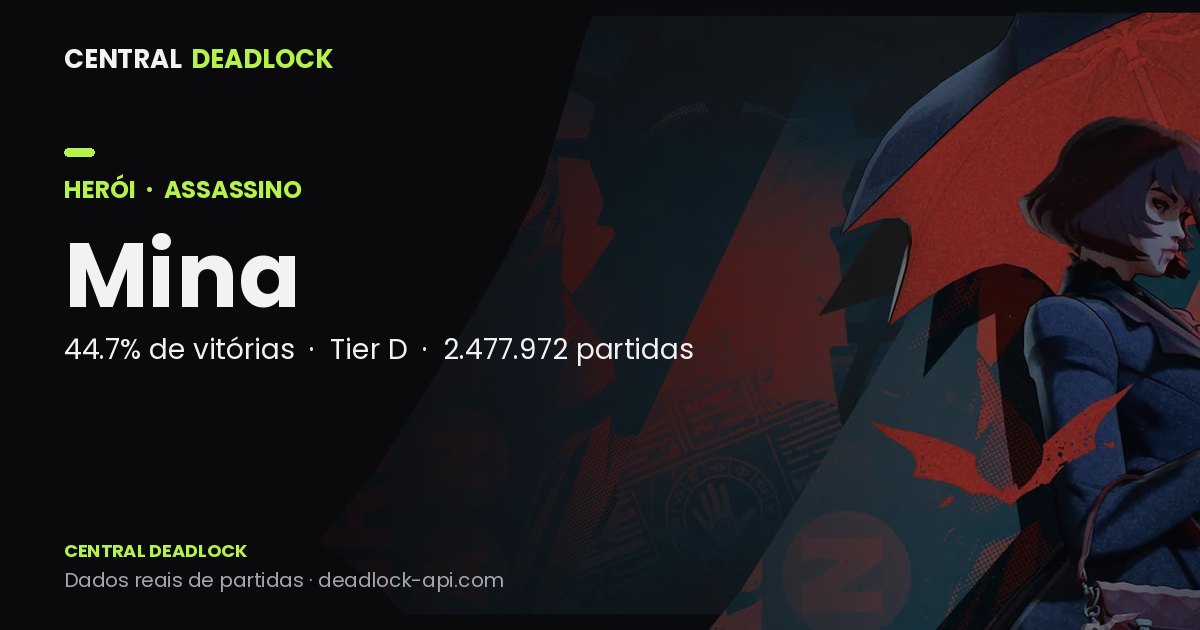 CENTRAL DEADLOCK
HERÓI · ASSASSINO
Mina
44.7% de vitórias · Tier D · 2.477.972 partidas
CENTRAL DEADLOCK
Dados reais de partidas · deadlock-api.com